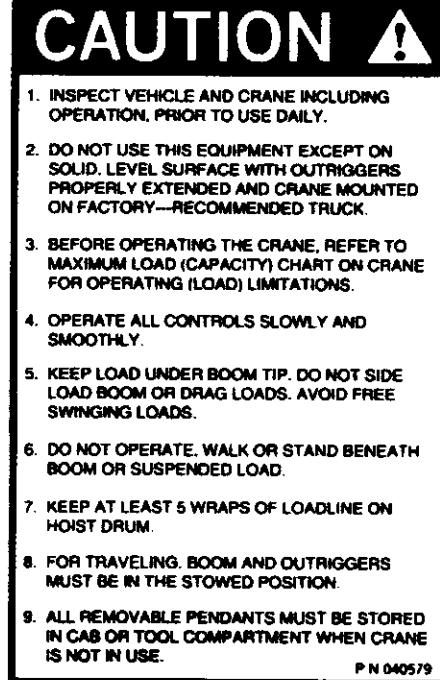 CAUTION
1. INSPECT VEHICLE AND CRANE INCLUDING
OPERATION, PRIOR TO USE DAILY.
2. DO NOT USE THIS EQUIPMENT EXCEPT ON
SOLID, LEVEL SURFACE WITH OUTRIGGERS
PROPERLY EXTENDED AND CRANE MOUNTED
ON FACTORY—RECOMMENDED TRUCK.
3. BEFORE OPERATING THE CRANE, REFER TO
MAXIMUM LOAD (CAPACITY) CHART ON CRANE
FOR OPERATING (LOAD) LIMITATIONS.
4. OPERATE ALL CONTROLS SLOWLY AND
SMOOTHLY.
5. KEEP LOAD UNDER BOOM TIP. DO NOT SIDE
LOAD BOOM OR DRAG LOADS. AVOID FREE
SWINGING LOADS.
6. DO NOT OPERATE, WALK OR STAND BENEATH
BOOM OR SUSPENDED LOAD.
7. KEEP AT LEAST 5 WRAPS OF LOADLINE ON
HOIST DRUM.
8. FOR TRAVELING, BOOM AND OUTRIGGERS
MUST BE IN THE STOWED POSITION.
9. ALL REMOVABLE PENDANTS MUST BE STORED
IN CAB OR TOOL COMPARTMENT WHEN CRANE
IS NOT IN USE.
P N 040579